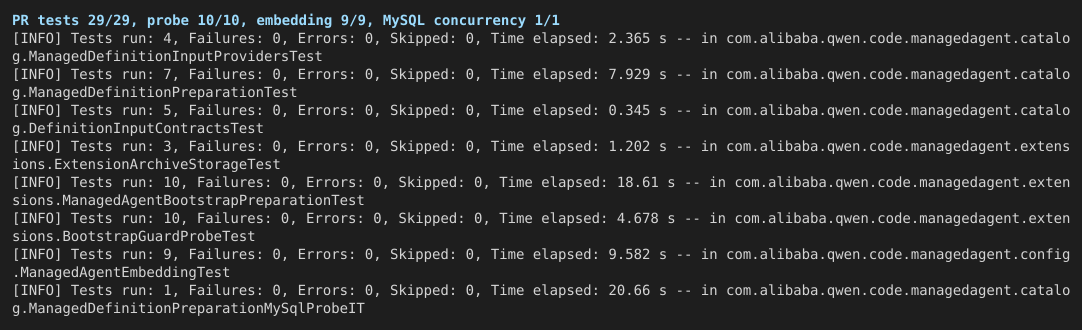 PR tests 29/29, probe 10/10, embedding 9/9, MySQL concurrency 1/1
[INFO] Tests run: 4, Failures: 0, Errors: 0, Skipped: 0, Time elapsed: 2.365 s -- in com.alibaba.qwen.code.managedagent.catalo
g.ManagedDefinitionInputProvidersTest
[INFO] Tests run: 7, Failures: 0, Errors: 0, Skipped: 0, Time elapsed: 7.929 s -- in com.alibaba.qwen.code.managedagent.catalo
g.ManagedDefinitionPreparationTest
[INFO] Tests run: 5, Failures: 0, Errors: 0, Skipped: 0, Time elapsed: 0.345 s -- in com.alibaba.qwen.code.managedagent.catalo
g.DefinitionInputContractsTest
[INFO] Tests run: 3, Failures: 0, Errors: 0, Skipped: 0, Time elapsed: 1.202 s -- in com.alibaba.qwen.code.managedagent.extens
ions.ExtensionArchiveStorageTest
[INFO] Tests run: 10, Failures: 0, Errors: 0, Skipped: 0, Time elapsed: 18.61 s -- in com.alibaba.qwen.code.managedagent.exten
sions.ManagedAgentBootstrapPreparationTest
[INFO] Tests run: 10, Failures: 0, Errors: 0, Skipped: 0, Time elapsed: 4.678 s -- in com.alibaba.qwen.code.managedagent.exten
sions.BootstrapGuardProbeTest
[INFO] Tests run: 9, Failures: 0, Errors: 0, Skipped: 0, Time elapsed: 9.582 s -- in com.alibaba.qwen.code.managedagent.config
.ManagedAgentEmbeddingTest
[INFO] Tests run: 1, Failures: 0, Errors: 0, Skipped: 0, Time elapsed: 20.66 s -- in com.alibaba.qwen.code.managedagent.catalo
g.ManagedDefinitionPreparationMySqlProbeIT